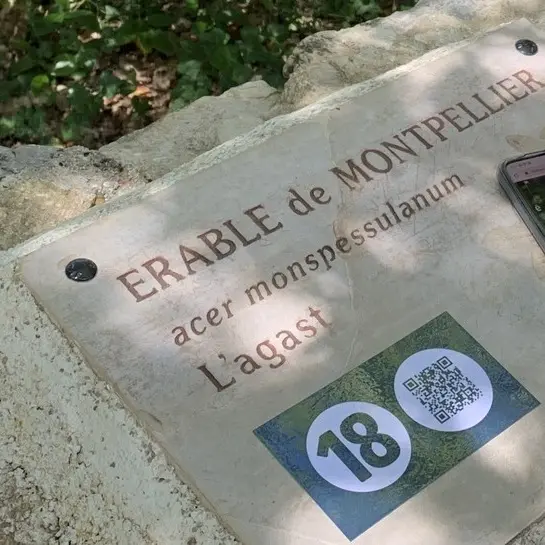 ERABLE de MONTPELLIER
acer monspessulanum
L'agast
18